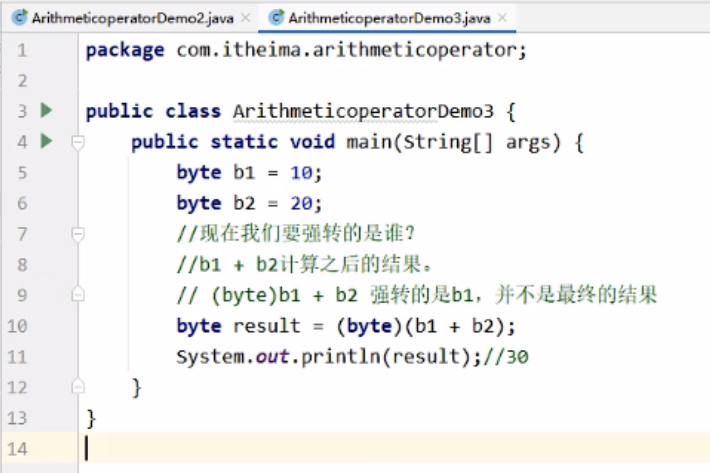 ArithmeticoperatorDemo2.java × ArithmeticoperatorDemo3.java ×
1 package com.itheima.arithmeticoperator;
2
3 public class ArithmeticoperatorDemo3 {
4 public static void main(String[] args) {
5 byte b1 = 10;
6 byte b2 = 20;
7 //现在我们要强转的是谁?
8 //b1 + b2计算之后的结果。
9 // (byte)b1 + b2 强转的是b1，并不是最终的结果
10 byte result = (byte)(b1 + b2);
11 System.out.println(result);//30
12 }
13 }
14